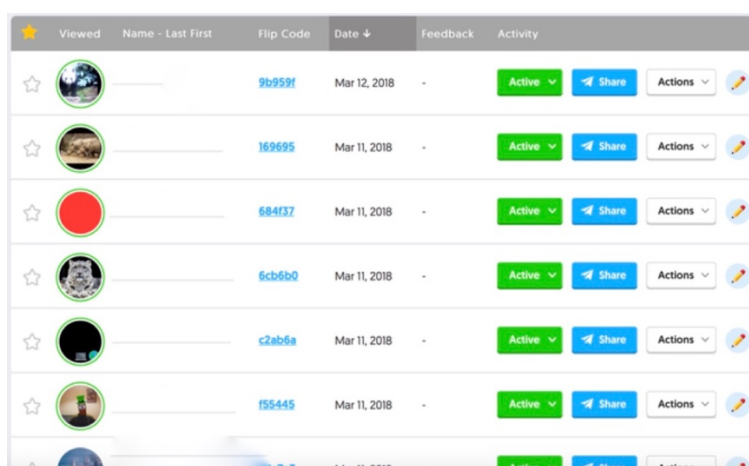 Viewed Name - Last First Flip Code Date ↓ Feedback Activity
9b959f Mar 12, 2018 - Active Share Actions
169695 Mar 11, 2018 - Active Share Actions
684f37 Mar 11, 2018 - Active Share Actions
6cb6b0 Mar 11, 2018 - Active Share Actions
c2ab6a Mar 11, 2018 - Active Share Actions
f55445 Mar 11, 2018 - Active Share Actions